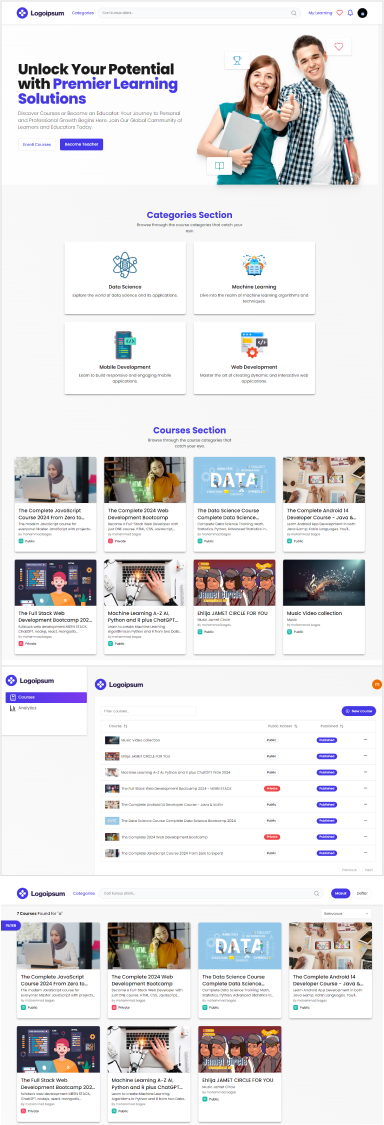 Logoipsum
Categories
My Learning
Unlock Your Potential
with Premier Learning
Solutions
Discover Courses or Become an Educator: Your Journey to Personal
and Professional Growth Begins Here. Join Our Global Community of
Learners and Educators Today.
Enroll Courses
Become Teacher
Categories Section
Browse through the course categories that catch your
eye.
Data Science
Explore the world of data science and its applications.
Machine Learning
Dive into the realm of machine learning algorithms and
techniques.
Mobile Development
Learn to build responsive and engaging mobile
applications.
Web Development
Master the art of creating dynamic and interactive web
applications.
Courses Section
Browse through the course categories that
catch your eye.
The Complete JavaScript
Course 2024 From Zero to...
The modern JavaScript course for
everyone! Master JavaScript with projects...
Public
The Complete 2024 Web
Development Bootcamp
Become a Full-Stack Web Developer with
just ONE course. HTML, CSS, Javascript,...
Private
DATA
The Data Science Course
Complete Data Science...
Complete Data Science Training: Math,
Statistics, Python, Advanced Statistics in...
Public
The Complete Android 14
Developer Course - Java &...
Learn Android App Development in both
Public
The Full Stack Web
Development Bootcamp 202...
fullstack web development MERN STACK,
ChatGPT, nodejs, react, mongodb,...
Private
Machine Learning A-Z AI,
Python and R plus ChatGPT...
Learn to create Machine Learning
Algorithms in Python and R from two Data...
Public
Jamet Circle
Ehlija JAMET CIRCLE FOR YOU
Music Jamet Circle
Public
Music Video collection
Music
Public
Logoipsum
Courses
Analytics
Logoipsum
Filter courses...
New course
Course
Public Access
Published
Music Video collection
Public
Published
Ehlija JAMET CIRCLE FOR YOU
Public
Published
Machine Learning A-Z AI, Python and R plus ChatGPT Prize 2024
Public
Published
The Full Stack Web Development Bootcamp 2024 - MERN STACK
Private
Published
The Complete Android 14 Developer Course - Java & Kotlin
Public
Published
The Data Science Course Complete Data Science Bootcamp 2024
Public
Published
The Complete 2024 Web Development Bootcamp
Private
Published
The Complete JavaScript Course 2024 From Zero to Expert!
Public
Published
Previous
Next
Logoipsum
Categories
Masuk
Daftar
7 Courses Found for "a"
Relevance
FILTER
The Complete JavaScript
Course 2024 From Zero to...
The modern JavaScript course for
everyone! Master JavaScript with projects...
Public
The Complete 2024 Web
Development Bootcamp
Become a Full-Stack Web Developer with
just ONE course. HTML, CSS, Javascript,...
Private
DATA
The Data Science Course
Complete Data Science...
Complete Data Science Training: Math,
Statistics, Python, Advanced Statistics in...
Public
The Complete Android 14
Developer Course - Java &...
Learn Android App Development in both
Public
The Full Stack Web
Development Bootcamp 202...
fullstack web development MERN STACK,
ChatGPT, nodejs, react, mongodb,...
Private
Machine Learning A-Z AI,
Python and R plus ChatGPT...
Learn to create Machine Learning
Algorithms in Python and R from two Data...
Public
Jamet Circle
Ehlija JAMET CIRCLE FOR YOU
Music Jamet Circle
Public